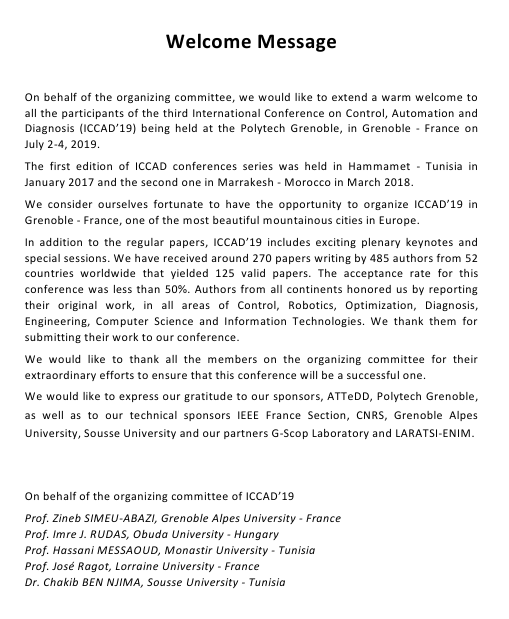 Welcome Message
On behalf of the organizing committee, we would like to extend a warm welcome to
all the participants of the third International Conference on Control, Automation and
Diagnosis (ICCAD’19) being held at the Polytech Grenoble, in Grenoble - France on
July 2-4, 2019.
The first edition of ICCAD conferences series was held in Hammamet - Tunisia in
January 2017 and the second one in Marrakesh - Morocco in March 2018.
We consider ourselves fortunate to have the opportunity to organize ICCAD’19 in
Grenoble - France, one of the most beautiful mountainous cities in Europe.
In addition to the regular papers, ICCAD’19 includes exciting plenary keynotes and
special sessions. We have received around 270 papers writing by 485 authors from 52
countries worldwide that yielded 125 valid papers. The acceptance rate for this
conference was less than 50%. Authors from all continents honored us by reporting
their original work, in all areas of Control, Robotics, Optimization, Diagnosis,
Engineering, Computer Science and Information Technologies. We thank them for
submitting their work to our conference.
We would like to thank all the members on the organizing committee for their
extraordinary efforts to ensure that this conference will be a successful one.
We would like to express our gratitude to our sponsors, ATTeDD, Polytech Grenoble,
as well as to our technical sponsors IEEE France Section, CNRS, Grenoble Alpes
University, Sousse University and our partners G-Scop Laboratory and LARATSI-ENIM.
On behalf of the organizing committee of ICCAD’19
Prof. Zineb SIMEU-ABAZI, Grenoble Alpes University - France
Prof. Imre J. RUDAS, Obuda University - Hungary
Prof. Hassani MESSAOUD, Monastir University - Tunisia
Prof. José Ragot, Lorraine University - France
Dr. Chakib BEN NJIMA, Sousse University - Tunisia